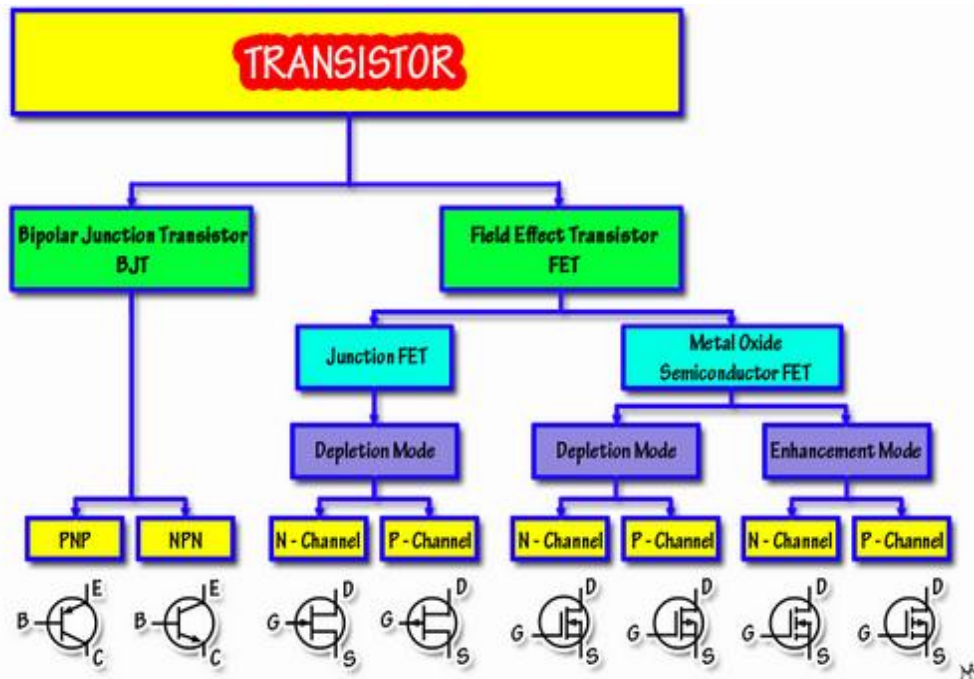 TRANSISTOR
Bipolar Junction Transistor
BJT
Field Effect Transistor
FET
Junction FET
Metal Oxide
Semiconductor FET
Depletion Mode
Depletion Mode
Enhancement Mode
PNP
NPN
N - Channel
P - Channel
N - Channel
P - Channel
N - Channel
P - Channel
E
E
D
D
D
D
D
D
B
B
G
G
G
G
G
G
C
C
S
S
S
S
S
S